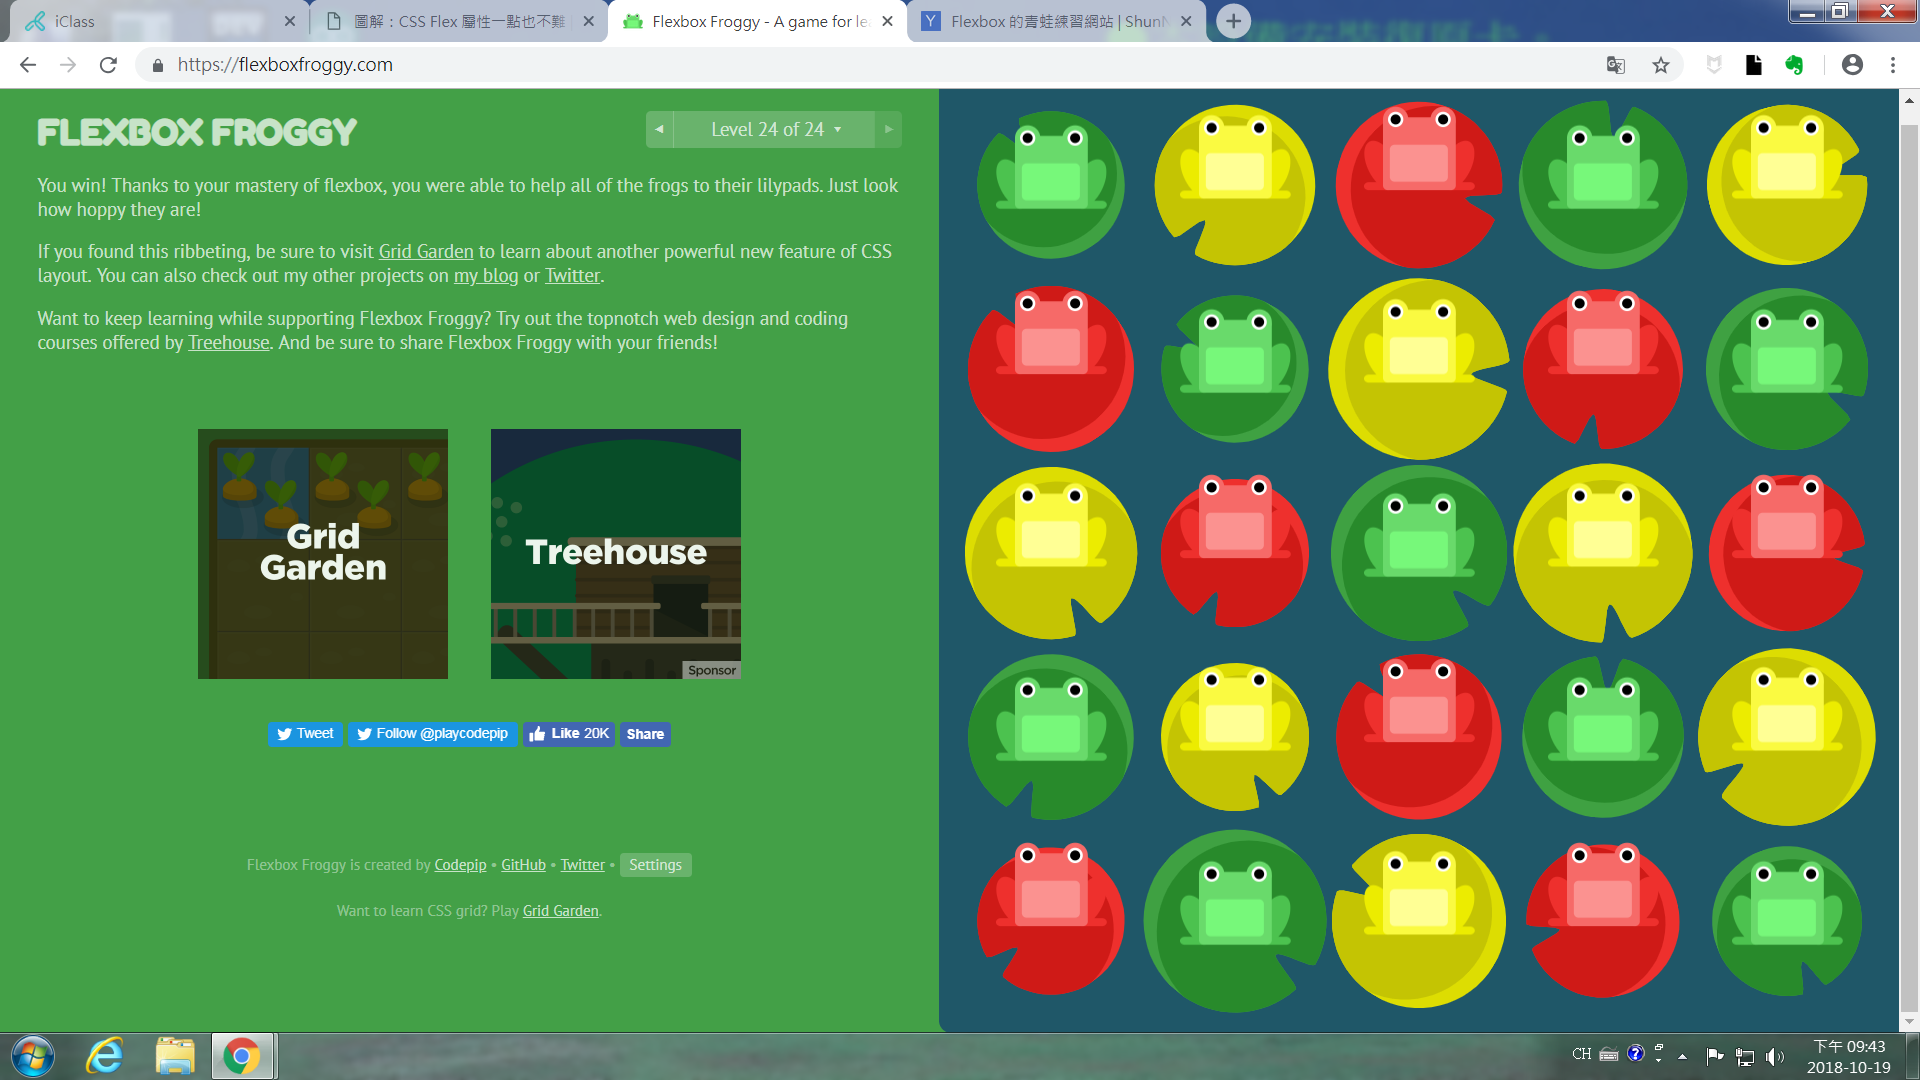 iClass
圖解：CSS Flex 屬性一點也不難
Flexbox Froggy - A game for le
Flexbox 的青蛙練習網站 | ShunN
https://flexboxfroggy.com
FLEXBOX FROGGY
Level 24 of 24
You win! Thanks to your mastery of flexbox, you were able to help all of the frogs to their lilypads. Just look
how hoppy they are!
If you found this ribbeting, be sure to visit Grid Garden to learn about another powerful new feature of CSS
layout. You can also check out my other projects on my blog or Twitter.
Want to keep learning while supporting Flexbox Froggy? Try out the topnotch web design and coding
courses offered by Treehouse. And be sure to share Flexbox Froggy with your friends!
Grid
Garden
Treehouse
Sponsor
Tweet
Follow @playcodepip
Like 20K
Share
Flexbox Froggy is created by Codepip • GitHub • Twitter • Settings
Want to learn CSS grid? Play Grid Garden.
CH
下午 09:43
2018-10-19